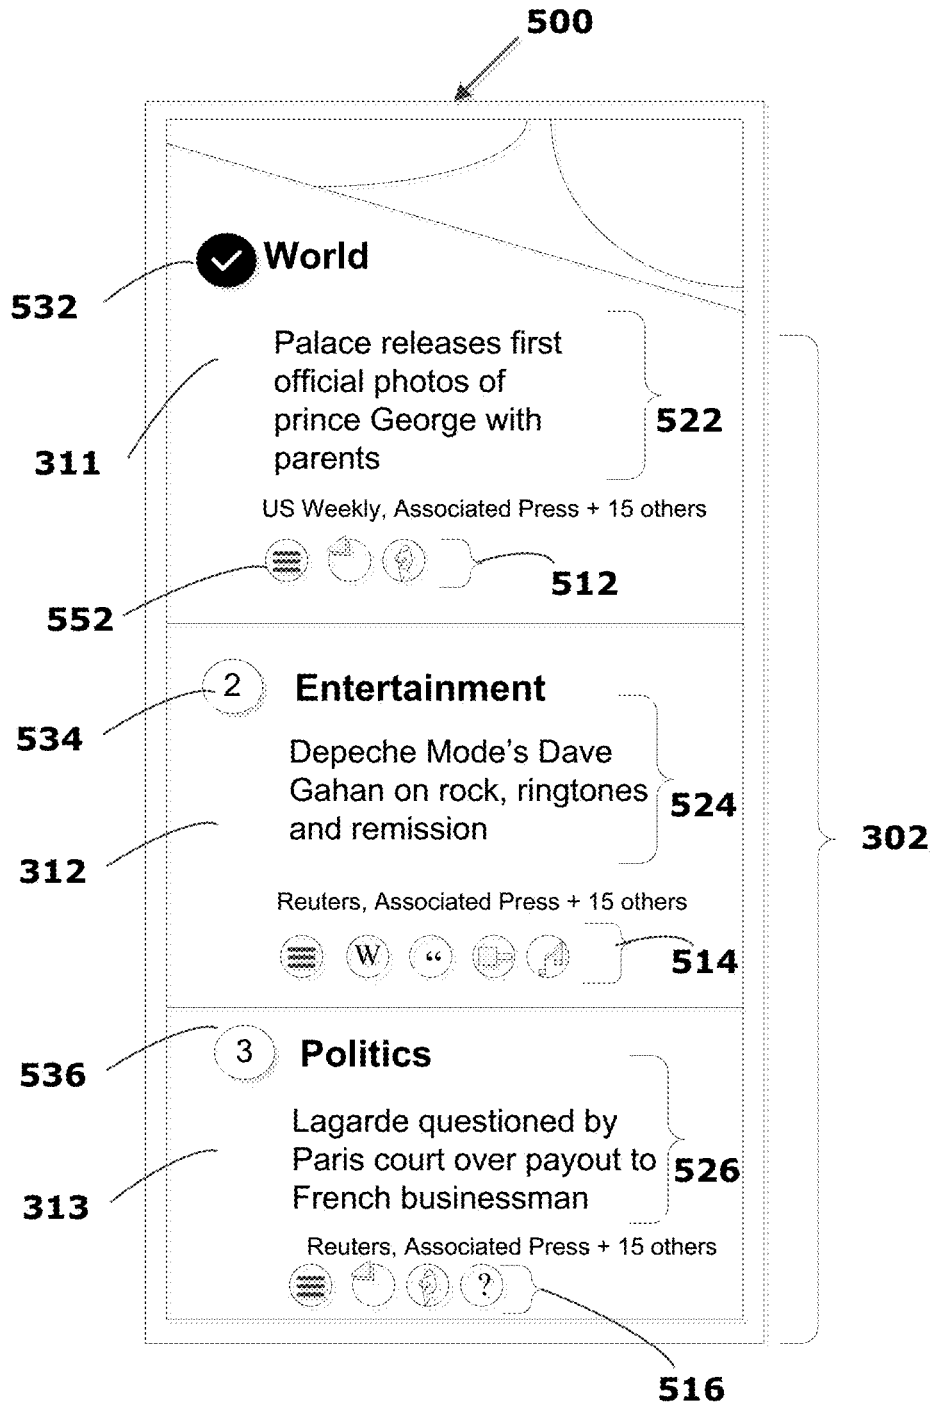 500
World
532
Palace releases first
official photos of
prince George with
parents
522
311
US Weekly, Associated Press + 15 others
552
512
2
Entertainment
534
Depeche Mode's Dave
Gahan on rock, ringtones
and remission
524
302
312
Reuters, Associated Press + 15 others
W
“
514
3
Politics
536
Lagarde questioned by
Paris court over payout to
French businessman
526
313
Reuters, Associated Press + 15 others
?
516